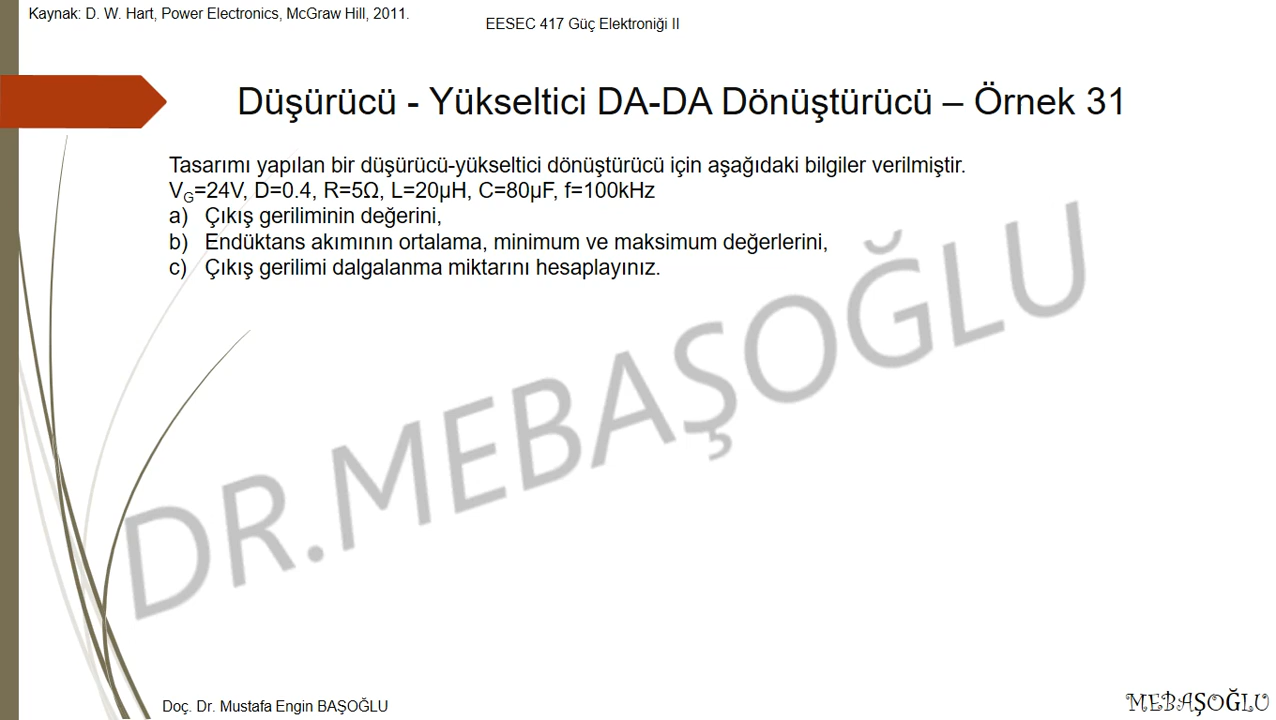 Kaynak: D. W. Hart, Power Electronics, McGraw Hill, 2011.
EESEC 417 Güç Elektroniği II
Düşürücü - Yükseltici DA-DA Dönüştürücü – Örnek 31
Tasarımı yapılan bir düşürücü-yükseltici dönüştürücü için aşağıdaki bilgiler verilmiştir.
VG=24V, D=0.4, R=5Ω, L=20µH, C=80µF, f=100kHz
a) Çıkış geriliminin değerini,
b) Endüktans akımının ortalama, minimum ve maksimum değerlerini,
c) Çıkış gerilimi dalgalanma miktarını hesaplayınız.
DR.MEBAŞOĞLU
Doç. Dr. Mustafa Engin BAŞOĞLU
MEBAŞOĞLU